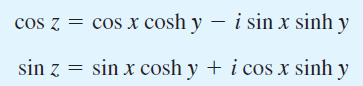 cos z = cos x cosh y − i sin x sinh y
sin z = sin x cosh y + i cos x sinh y